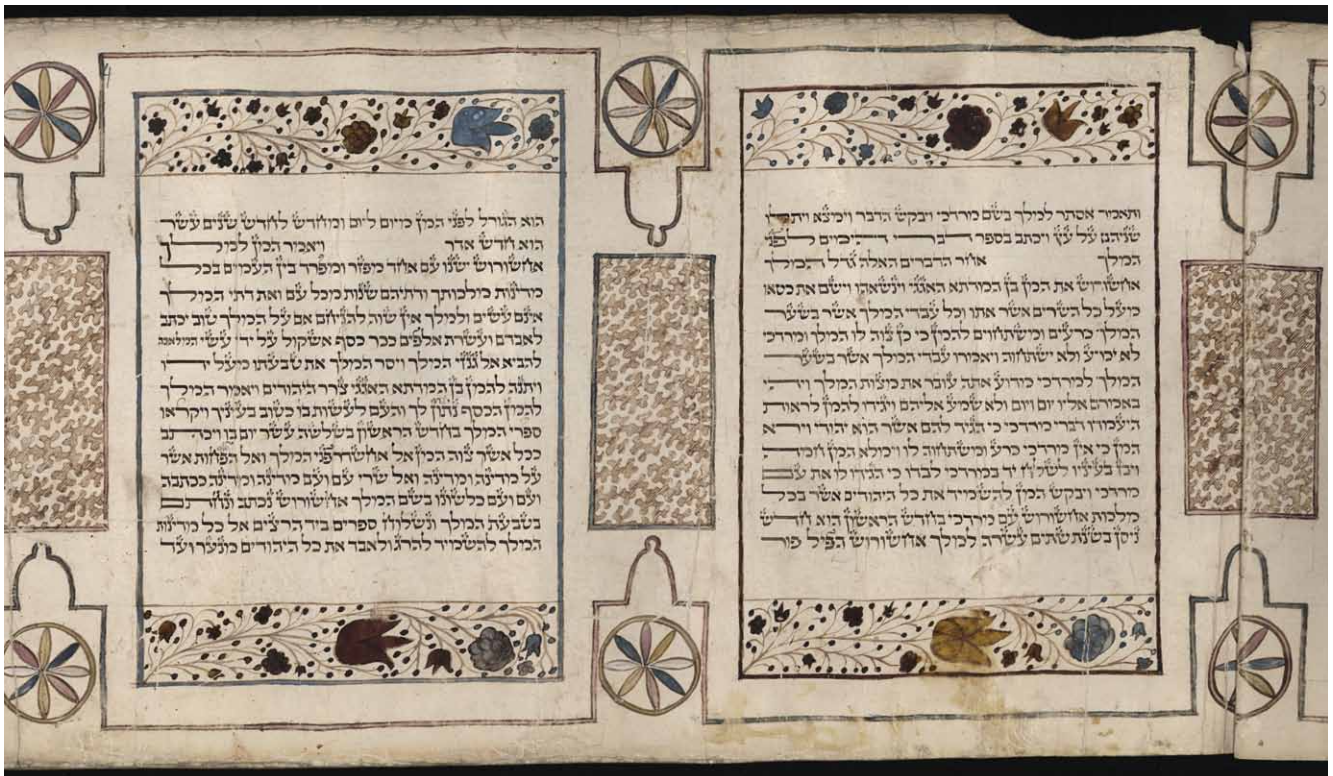 ותאמר אסתר למלך בשם מרדכי ויבקש הדבר וימצא ויתלו
שניהם על עץ ויכתב בספר דברי הימים לפני
המלך אחר הדברים האלה גדל המלך
אחשורוש את המן בן המדתא האגגי וינשאהו וישם את כסאו
מעל כל השרים אשר אתו וכל עבדי המלך אשר בשער
המלך כרעים ומשתחוים להמן כי כן צוה לו המלך ומרדכי
לא יכרע ולא ישתחוה ויאמרו עבדי המלך אשר בשער
המלך למרדכי מדוע אתה עובר את מצות המלך ויהי
באמרם אליו יום ויום ולא שמע אליהם ויגידו להמן לראות
היעמדו דברי מרדכי כי הגיד להם אשר הוא יהודי וירא
המן כי אין מרדכי כרע ומשתחוה לו וימלא המן חמה
ויבז בעיניו לשלח יד במרדכי לבדו כי הגידו לו את עם
מרדכי ויבקש המן להשמיד את כל היהודים אשר בכל
מלכות אחשורוש עם מרדכי בחדש הראשון הוא חדש
ניסן בשנת שתים עשרה למלך אחשורוש הפיל פור
הוא הגורל לפני המן מיום ליום ומחדש לחדש שנים עשר
הוא חדש אדר ויאמר המן למלך
אחשורוש ישנו עם אחד מפזר ומפרד בין העמים בכל
מדינות מלכותך ודתיהם שנות מכל עם ואת דתי המלך
אינם עשים ולמלך אין שוה להניחם אם על המלך טוב יכתב
לאבדם ועשרת אלפים ככר כסף אשקול על ידי עשי המלאכה
להביא אל גנזי המלך ויסר המלך את טבעתו מעל ידו
ויתנה להמן בן המדתא האגגי צרר היהודים ויאמר המלך
להמן הכסף נתון לך והעם לעשות בו כטוב בעיניך ויקראו
ספרי המלך בחדש הראשון בשלושה עשר יום בו ויכתב
ככל אשר צוה המן אל אחשדרפני המלך ואל הפחות אשר
על מדינה ומדינה ואל שרי עם ועם מדינה ומדינה ככתבה
ועם ועם כלשונו בשם המלך אחשורוש נכתב ונחתם
בטבעת המלך ונשלוח ספרים ביד הרצים אל כל מדינות
המלך להשמיד להרג ולאבד את כל היהודים מנער ועד
4
3